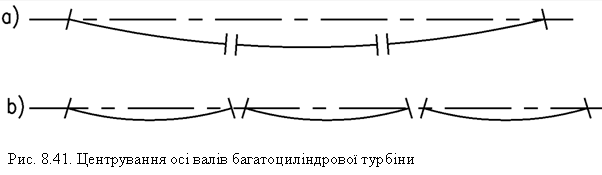 a)
b)
Рис. 8.41. Центрування осі валів багатоциліндрової турбіни